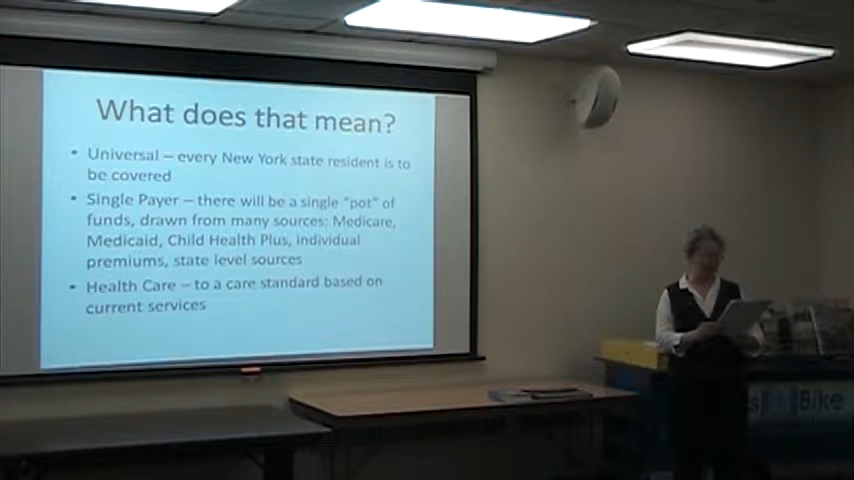 What does that mean?
• Universal – every New York state resident is to
be covered
• Single Payer – there will be a single "pot" of
funds, drawn from many sources: Medicare,
Medicaid, Child Health Plus, individual
premiums, state level sources
• Health Care – to a care standard based on
current services
Bike